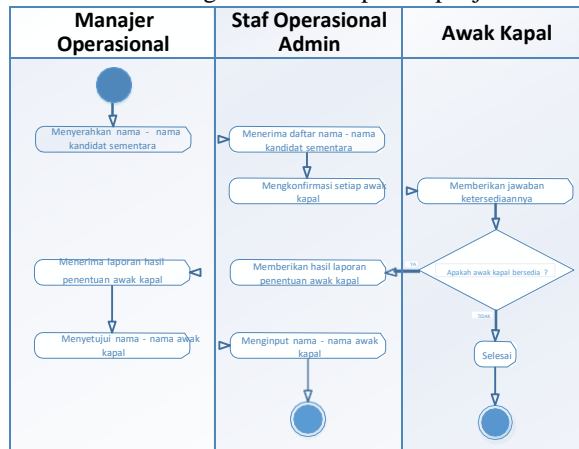 Manajer
Operasional
Staf Operasional
Admin
Awak Kapal
Menyerahkan nama - nama
kandidat sementara
Menerima daftar nama - nama
kandidat sementara
Mengkonfirmasi setiap awak
kapal
Memberikan jawaban
ketersediaannya
Apakah awak kapal bersedia ?
YA
Memberikan hasil laporan
penentuan awak kapal
Menerima laporan hasil
penentuan awak kapal
Menyetujui nama - nama awak
kapal
Menginput nama - nama awak
kapal
Tidak
Selesai